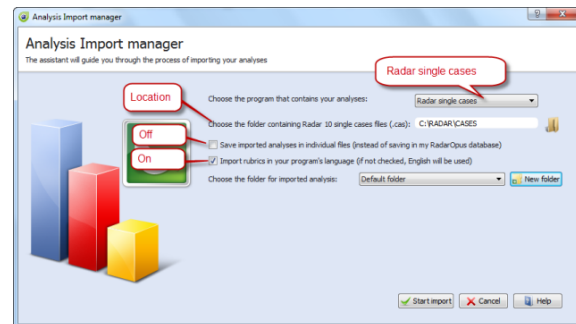 Analysis Import manager
Analysis Import manager
The assistant will guide you through the process of importing your analyses
Radar single cases
Location
Choose the program that contains your analyses: Radar single cases
Choose the folder containing Radar 10 single cases files (.cas): C:\RADAR\CASES
Off
Save imported analyses in individual files (instead of saving in my RadarOpus database)
On
Import rubrics in your program's language (if not checked, English will be used)
Choose the folder for imported analysis: Default folder New folder
Start import Cancel Help